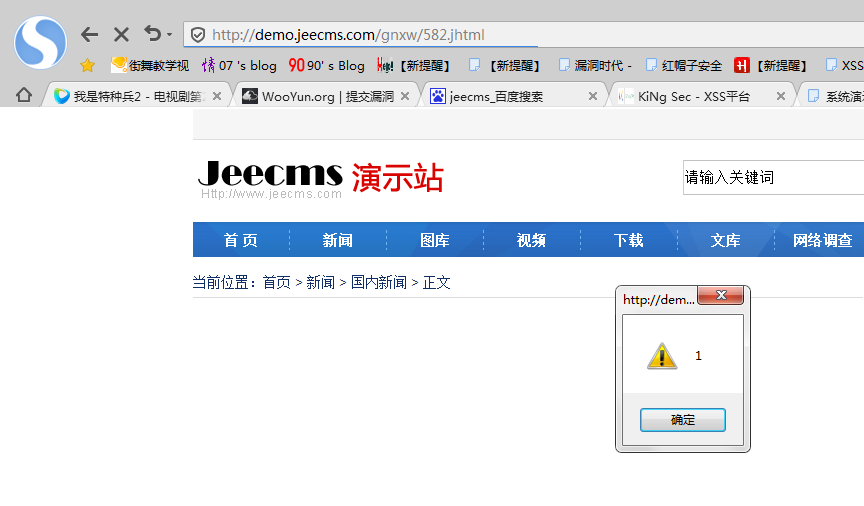 http://demo.jeecms.com/gnxw/582.jhtml
街舞教学视 07 's blog 90' s Blog 【新提醒】 【新提醒】 漏洞时代 - 红帽子安全 【新提醒】 XSS
我是特种兵2 - 电视剧第 WooYun.org | 提交漏洞 jeecms_百度搜索 KiNg Sec - XSS平台 系统演示
Jeecms 演示站
Http://www.jeecms.com
请输入关键词
首 页 新闻 图库 视频 下载 文库 网络调查
当前位置：首页 > 新闻 > 国内新闻 > 正文
http://dem...
1
确定